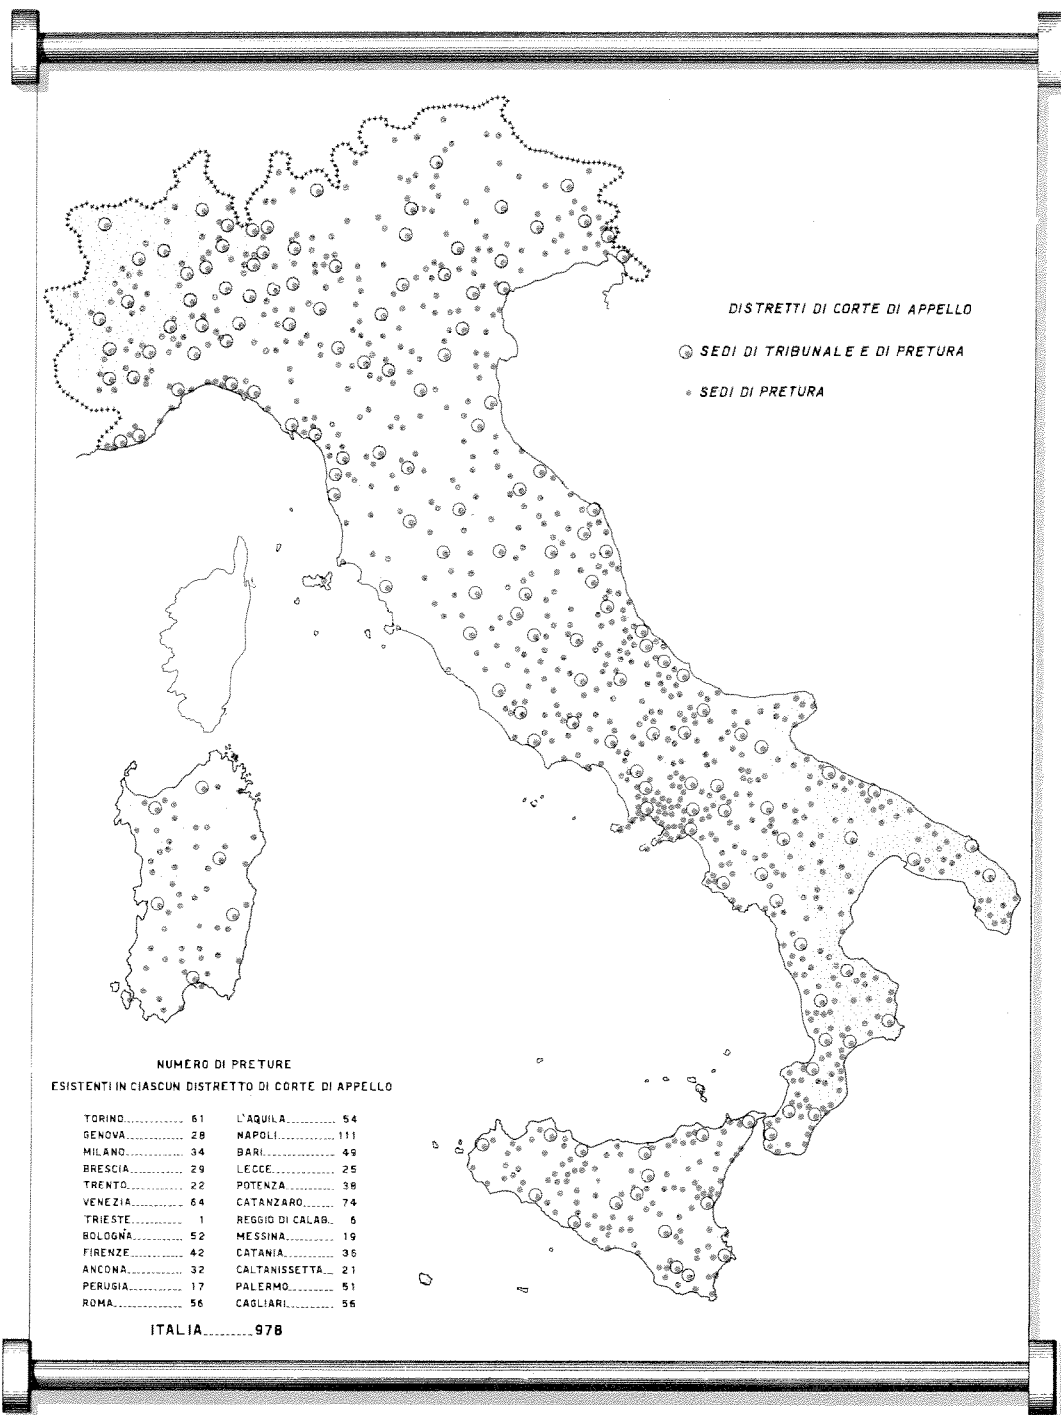 DISTRETTI DI CORTE DI APPELLO
SEDI DI TRIBUNALE E DI PRETURA
SEDI DI PRETURA
NUMERO DI PRETURE
ESISTENTI IN CIASCUN DISTRETTO DI CORTE DI APPELLO
TORINO 61 L'AQUILA 54
GENOVA 28 NAPOLI 111
MILANO 34 BARI 49
BRESCIA 29 LECCE 25
TRENTO 22 POTENZA 38
VENEZIA 64 CATANZARO 74
TRIESTE 1 REGGIO DI CALAB. 6
BOLOGNA 52 MESSINA 19
FIRENZE 42 CATANIA 36
ANCONA 32 CALTANISSETTA 21
PERUGIA 17 PALERMO 51
ROMA 56 CAGLIARI 56
ITALIA 978